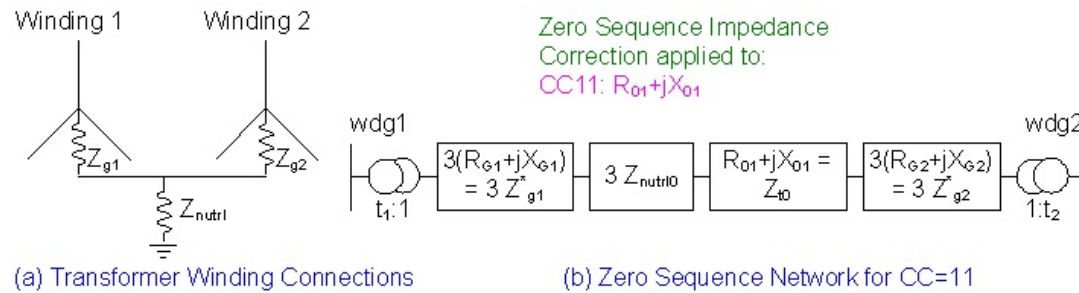 Winding 1
Winding 2
Zg1
Zg2
Znutrl
(a) Transformer Winding Connections
Zero Sequence Impedance
Correction applied to:
CC11: R01+jX01
wdg1
t1:1
3(RG1+jXG1)
= 3 Z*g1
3 Znutrl0
R01+jX01 =
Zt0
3(RG2+jXG2)
= 3 Z*g2
wdg2
1:t2
(b) Zero Sequence Network for CC=11